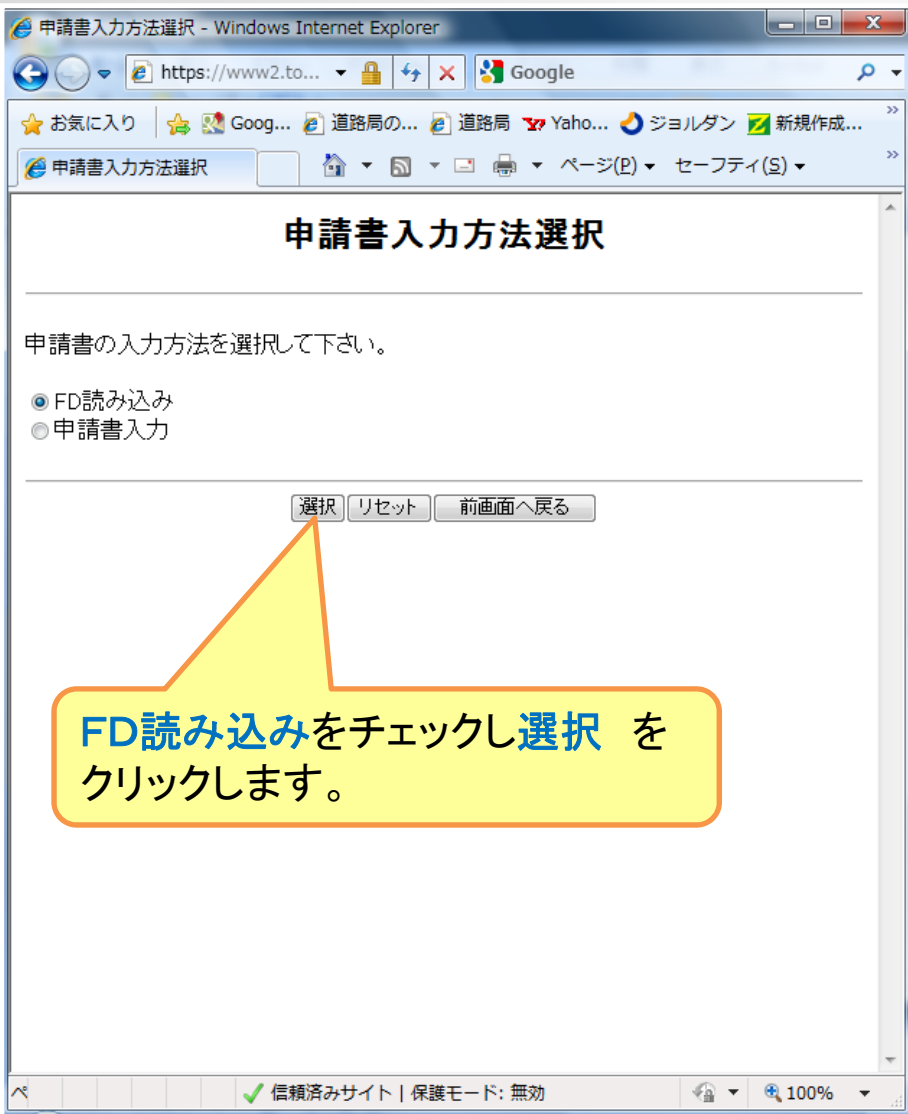 申請書入力方法選択 - Windows Internet Explorer
https://www2.to... Google
お気に入り Goog... 道路局の... 道路局 Yaho... ジョルダン 新規作成...
申請書入力方法選択 ページ(P) セーフティ(S)
申請書入力方法選択
申請書の入力方法を選択して下さい。
FD読み込み
申請書入力
選択 リセット 前画面へ戻る
FD読み込みをチェックし選択 を
クリックします。
ペ 信頼済みサイト | 保護モード: 無効 100%